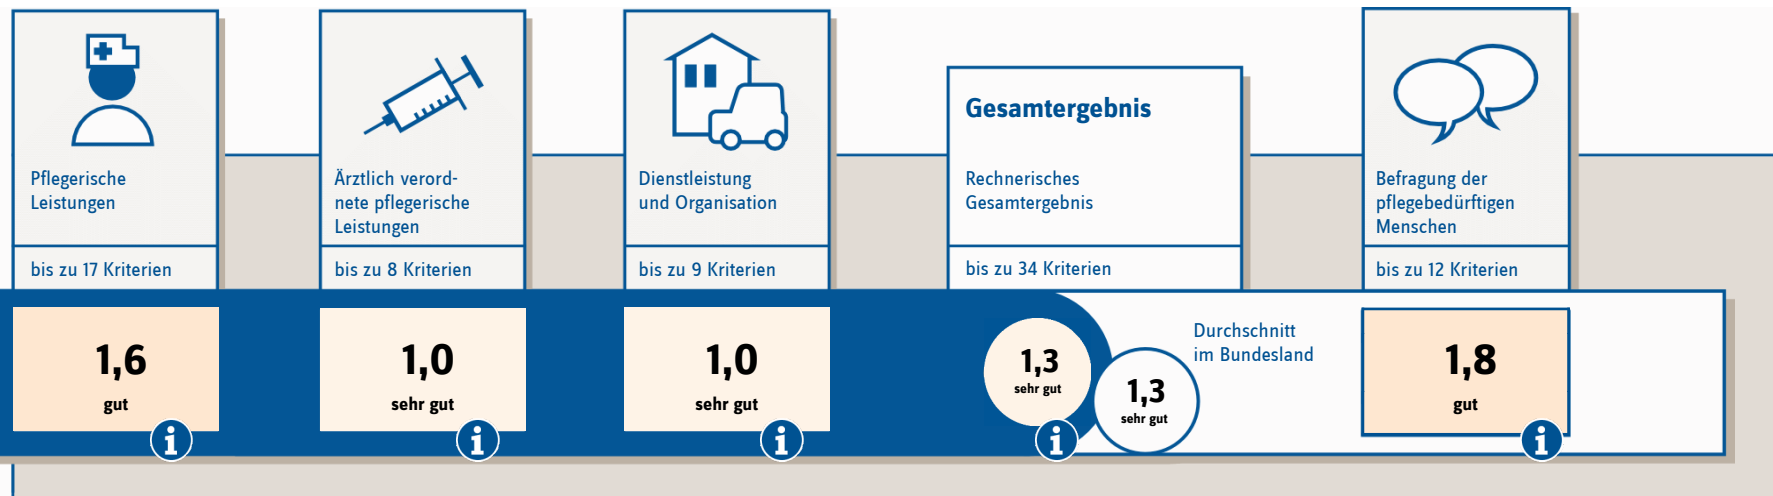 Pflegerische
Leistungen
bis zu 17 Kriterien
1,6
gut
i
Ärztlich verord-
nete pflegerische
Leistungen
bis zu 8 Kriterien
1,0
sehr gut
i
Dienstleistung
und Organisation
bis zu 9 Kriterien
1,0
sehr gut
i
Gesamtergebnis
Rechnerisches
Gesamtergebnis
bis zu 34 Kriterien
1,3
sehr gut
i
Durchschnitt
im Bundesland
1,3
sehr gut
Befragung der
pflegebedürftigen
Menschen
bis zu 12 Kriterien
1,8
gut
i